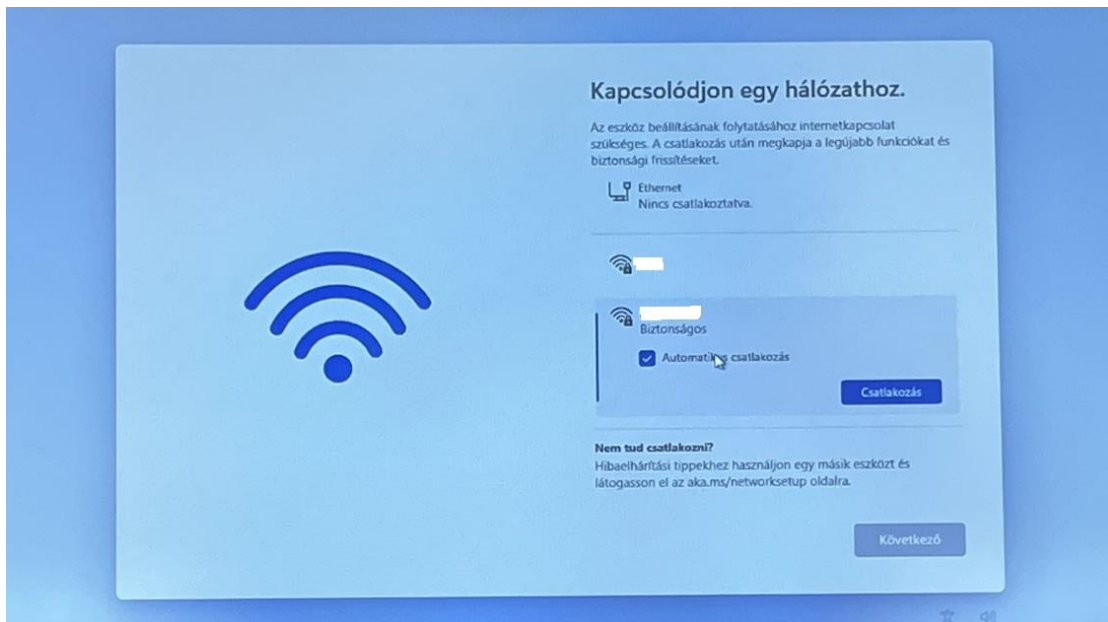 Kapcsolódjon egy hálózathoz.
Az eszköz beállításának folytatásához internetkapcsolat
szükséges. A csatlakozás után megkapja a legújabb funkciókat és
biztonsági frissítéseket.
Ethernet
Nincs csatlakoztatva.
Biztonságos
Automatikus csatlakozás
Csatlakozás
Nem tud csatlakozni?
Hibaelhárítási tippekhez használjon egy másik eszközt és
látogasson el az aka.ms/networksetup oldalra.
Következő